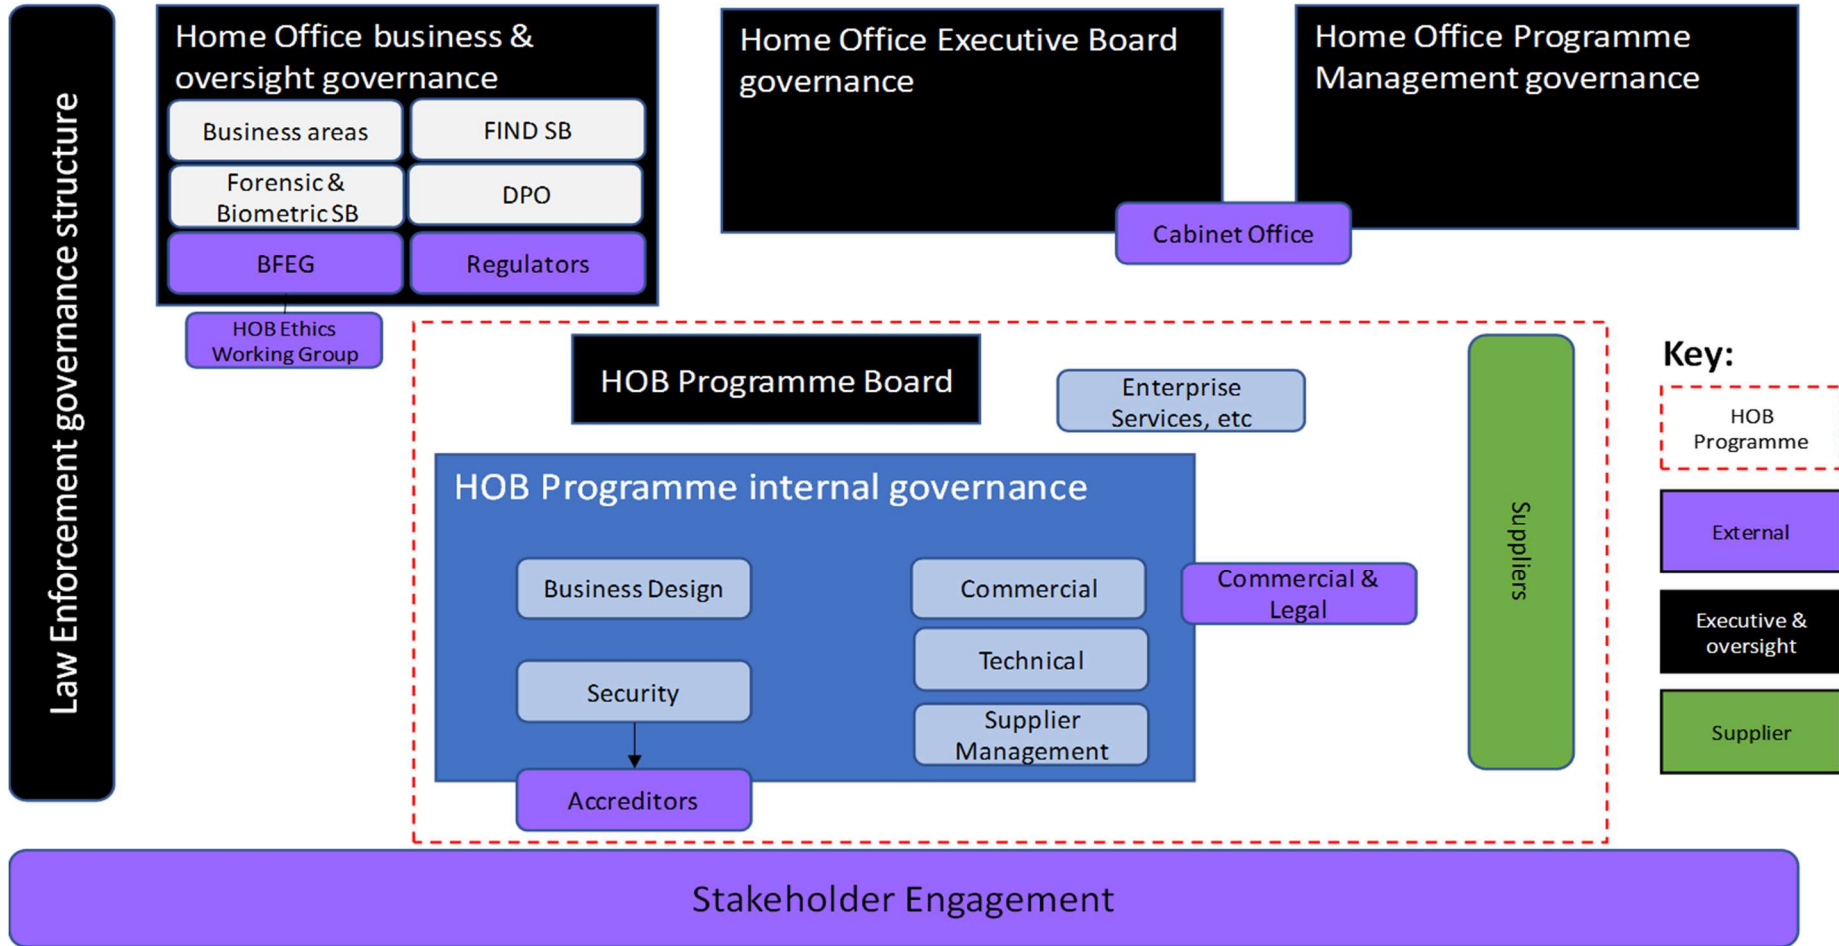 Law Enforcement governance structure
Home Office business &
oversight governance
Business areas
FIND SB
Forensic &
Biometric SB
DPO
BFEG
Regulators
HOB Ethics
Working Group
Home Office Executive Board
governance
Home Office Programme
Management governance
Cabinet Office
HOB Programme Board
Enterprise
Services, etc
HOB Programme internal governance
Business Design
Commercial
Commercial &
Legal
Technical
Security
Supplier
Management
Accreditors
Suppliers
Key:
HOB
Programme
External
Executive &
oversight
Supplier
Stakeholder Engagement